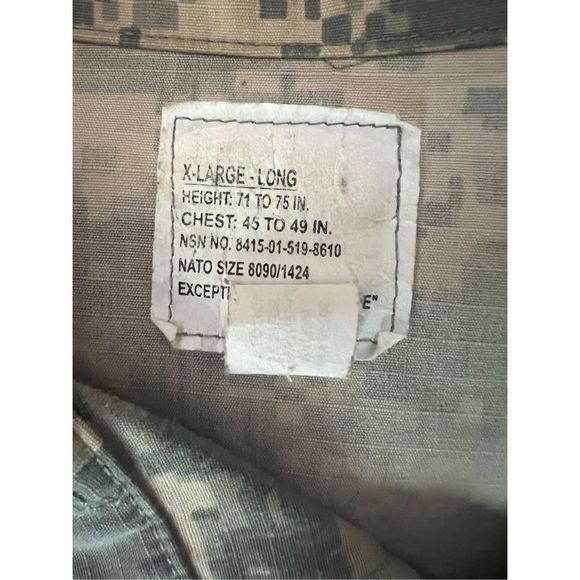 X-LARGE - LONG
HEIGHT: 71 TO 75 IN.
CHEST: 45 TO 49 IN.
NSN NO. 8415-01-519-8610
NATO SIZE 8090/1424
EXCEPTI E"